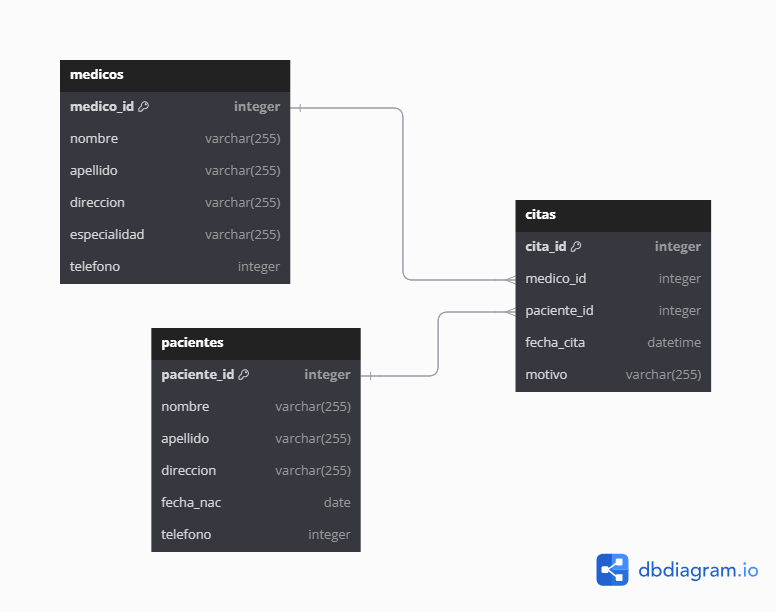 medicos
medico_id integer
nombre varchar(255)
apellido varchar(255)
direccion varchar(255)
especialidad varchar(255)
telefono integer
citas
cita_id integer
medico_id integer
paciente_id integer
fecha_cita datetime
motivo varchar(255)
pacientes
paciente_id integer
nombre varchar(255)
apellido varchar(255)
direccion varchar(255)
fecha_nac date
telefono integer
dbdiagram.io